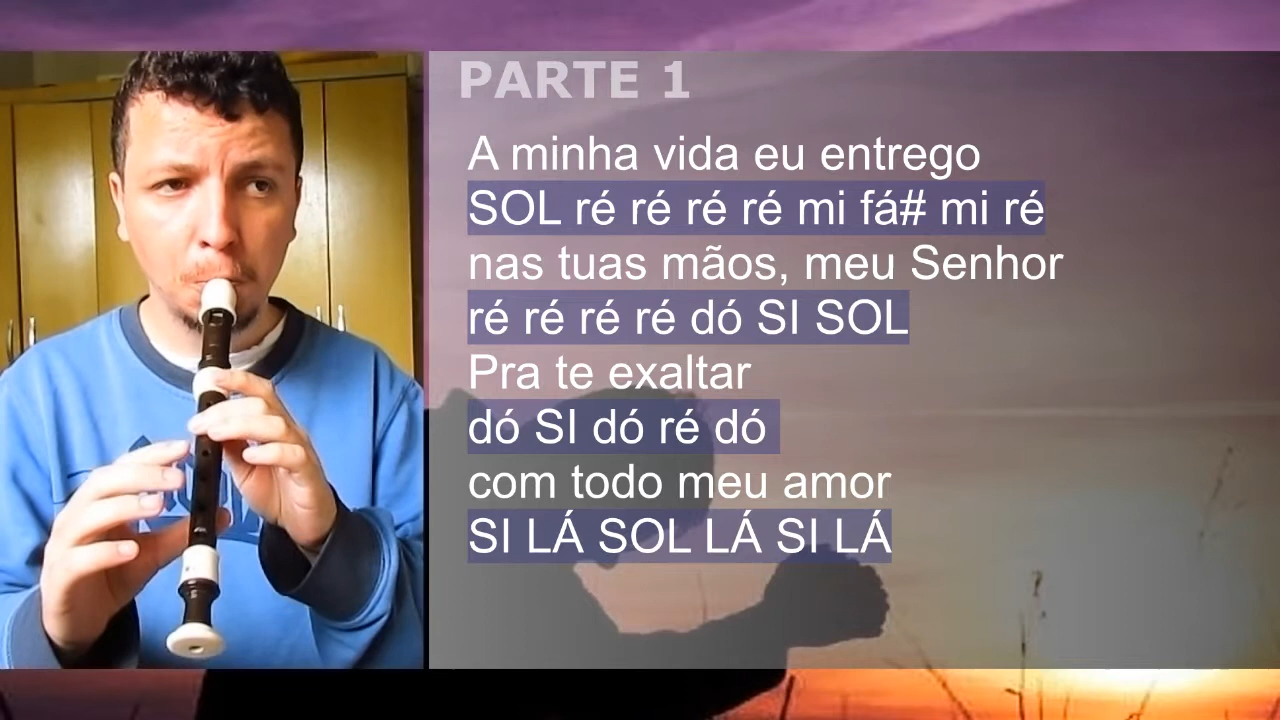 PARTE 1
A minha vida eu entrego
SOL ré ré ré ré mi fá# mi ré
nas tuas mãos, meu Senhor
ré ré ré ré dó SI SOL
Pra te exaltar
dó SI dó ré dó
com todo meu amor
SI LÁ SOL LÁ SI LÁ